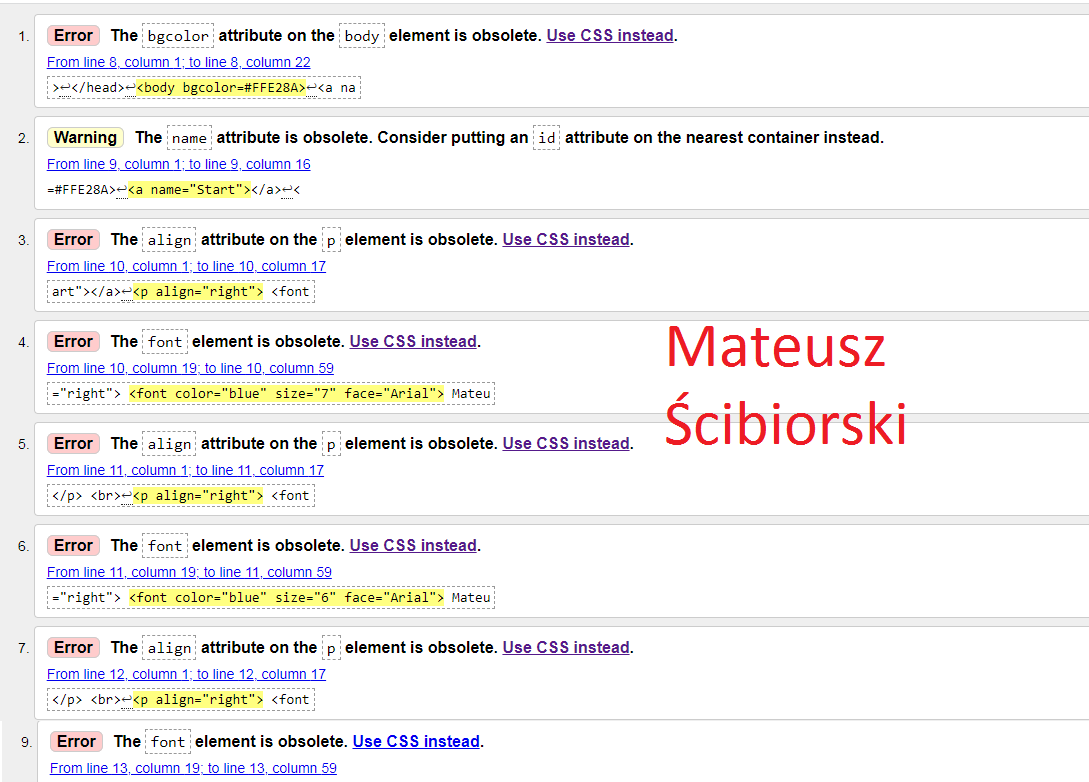 1. Error The bgcolor attribute on the body element is obsolete. Use CSS instead.
From line 8, column 1; to line 8, column 22
>↩</head>↩<body bgcolor=#FFE28A>↩<a na
2. Warning The name attribute is obsolete. Consider putting an id attribute on the nearest container instead.
From line 9, column 1; to line 9, column 16
=#FFE28A>↩<a name="Start"></a>↩<
3. Error The align attribute on the p element is obsolete. Use CSS instead.
From line 10, column 1; to line 10, column 17
art"></a>↩<p align="right"> <font
4. Error The font element is obsolete. Use CSS instead.
From line 10, column 19; to line 10, column 59
="right"> <font color="blue" size="7" face="Arial"> Mateu
Mateusz
Ścibiorski
5. Error The align attribute on the p element is obsolete. Use CSS instead.
From line 11, column 1; to line 11, column 17
</p> <br>↩<p align="right"> <font
6. Error The font element is obsolete. Use CSS instead.
From line 11, column 19; to line 11, column 59
="right"> <font color="blue" size="6" face="Arial"> Mateu
7. Error The align attribute on the p element is obsolete. Use CSS instead.
From line 12, column 1; to line 12, column 17
</p> <br>↩<p align="right"> <font
9. Error The font element is obsolete. Use CSS instead.
From line 13, column 19; to line 13, column 59